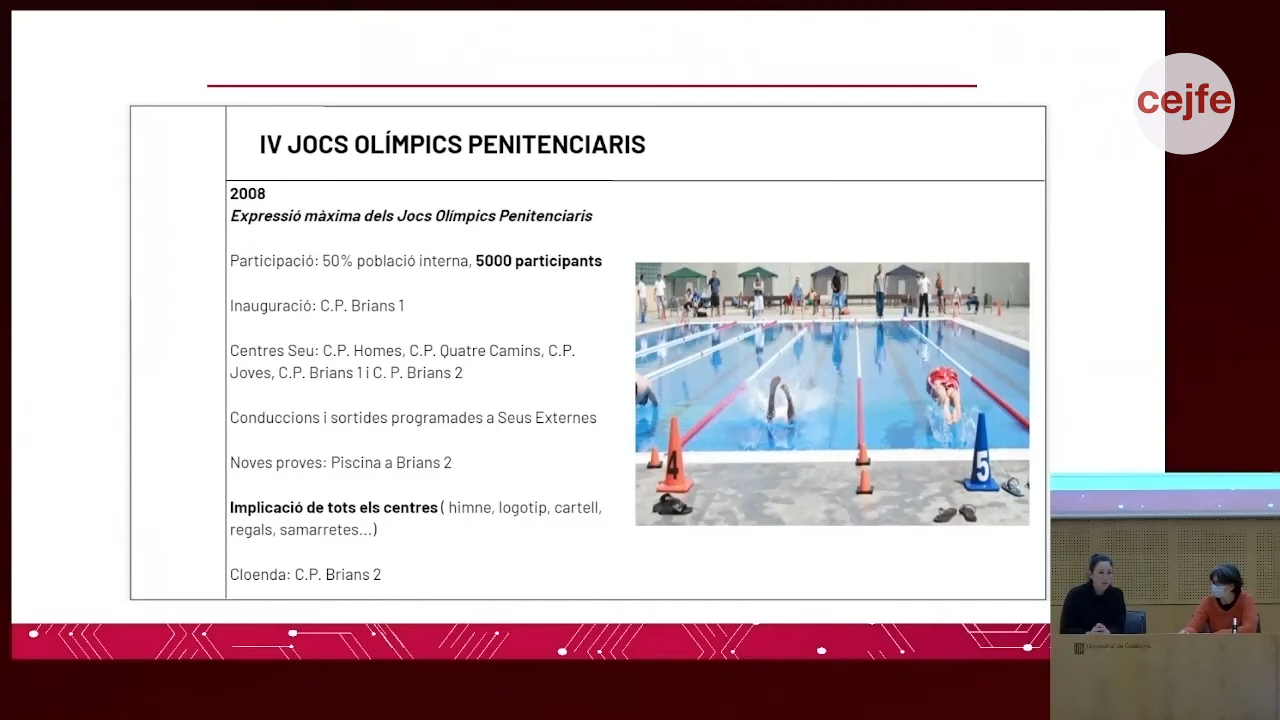 cejfe
IV JOCS OLÍMPICS PENITENCIARIS
2008
Expressió màxima dels Jocs Olímpics Penitenciaris
Participació: 50% població interna, 5000 participants
Inauguració: C.P. Brians 1
Centres Seu: C.P. Homes, C.P. Quatre Camins, C.P.
Joves, C.P. Brians 1 i C. P. Brians 2
Conduccions i sortides programades a Seus Externes
Noves proves: Piscina a Brians 2
Implicació de tots els centres ( himne, logotip, cartell,
regals, samarretes...)
Cloenda: C.P. Brians 2
4
5